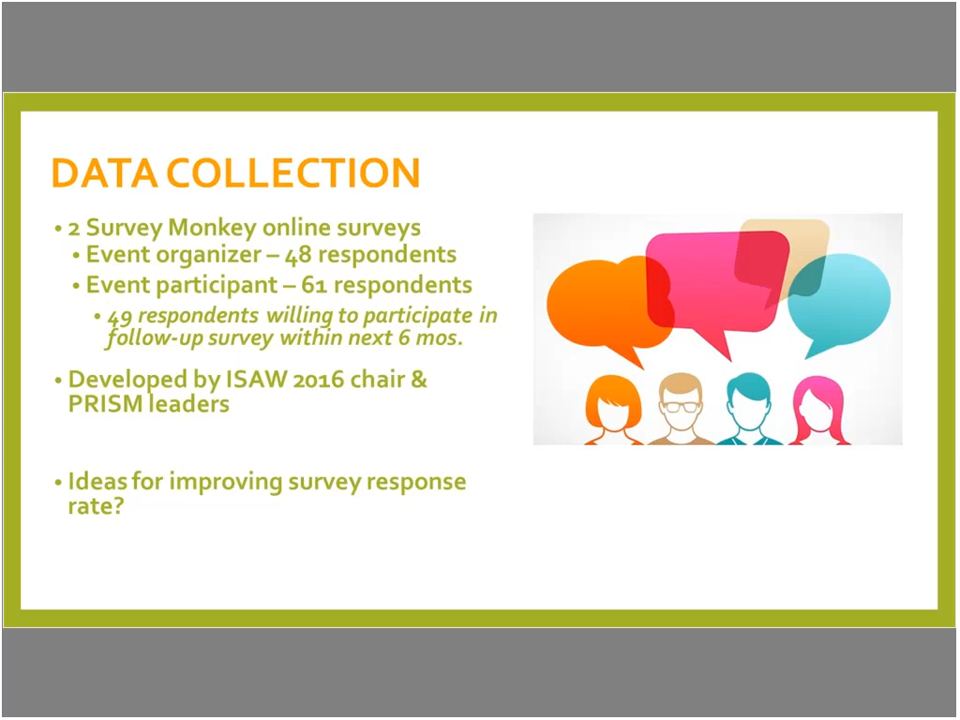 DATA COLLECTION
• 2 Survey Monkey online surveys
• Event organizer – 48 respondents
• Event participant – 61 respondents
• 49 respondents willing to participate in
follow-up survey within next 6 mos.
• Developed by ISAW 2016 chair &
PRISM leaders
• Ideas for improving survey response
rate?